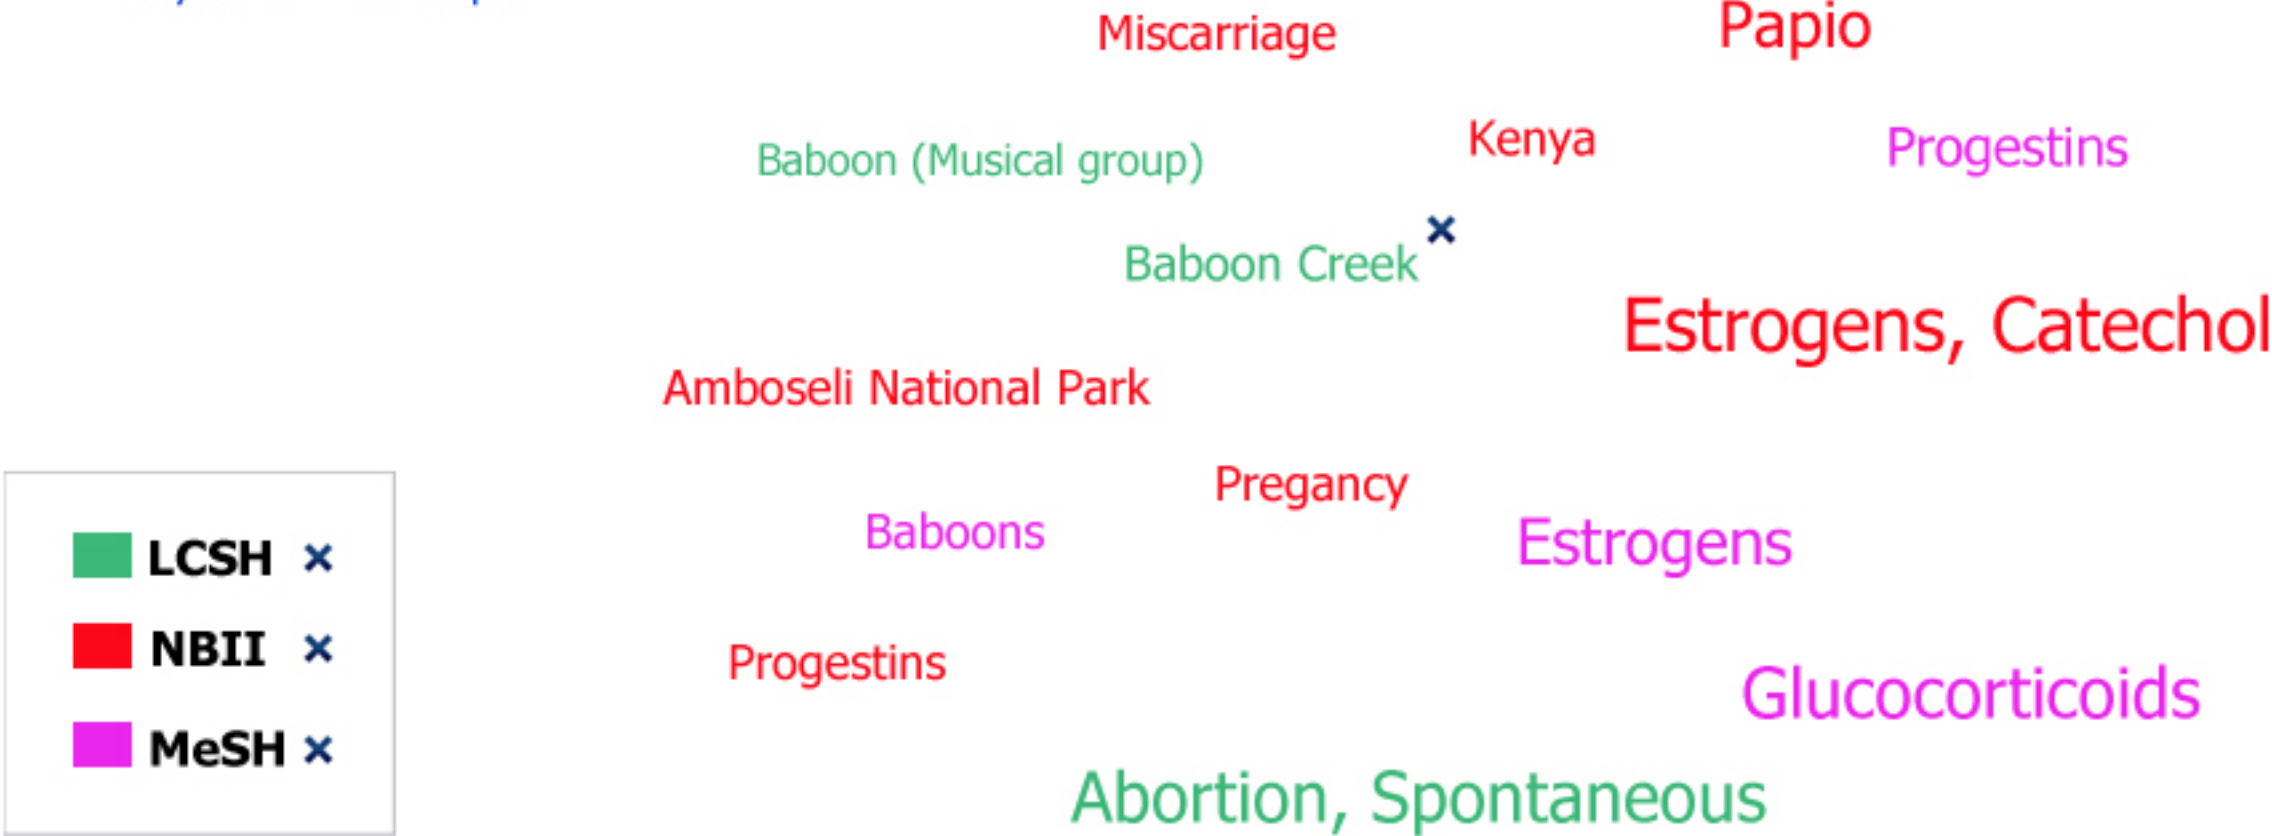 Miscarriage
Papio
Kenya
Progestins
Baboon (Musical group)
Baboon Creek
Estrogens, Catechol
Amboseli National Park
Pregancy
Baboons
Estrogens
Progestins
Glucocorticoids
Abortion, Spontaneous
LCSH
NBII
MeSH